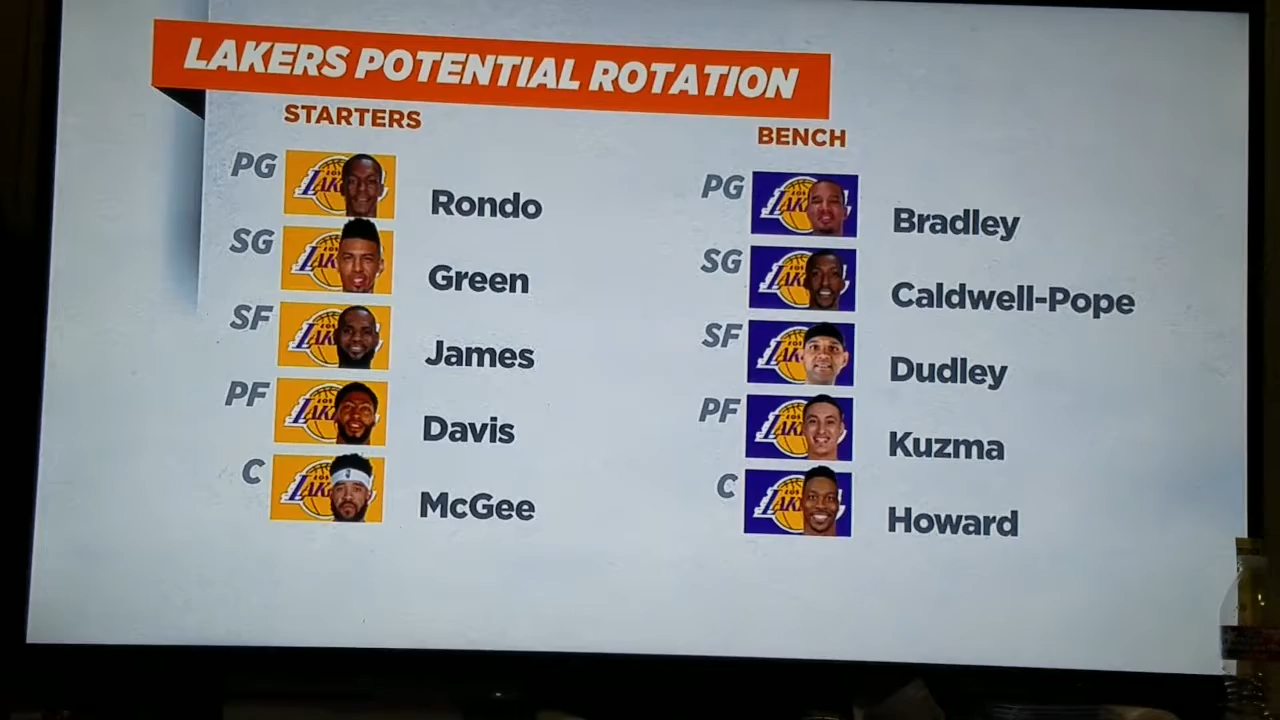 LAKERS POTENTIAL ROTATION
STARTERS
PG Rondo
SG Green
SF James
PF Davis
C McGee
BENCH
PG Bradley
SG Caldwell-Pope
SF Dudley
PF Kuzma
C Howard